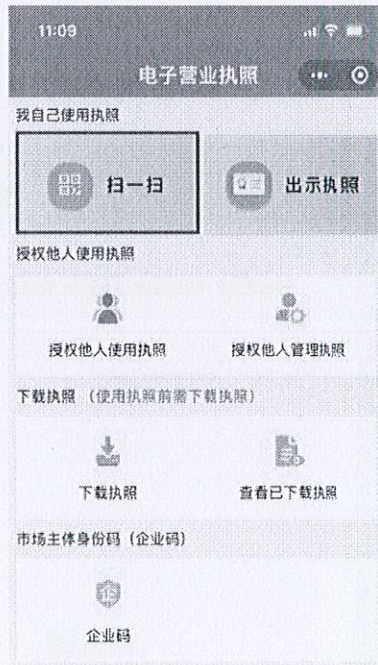 11:09
电子营业执照
我自己使用执照
扫一扫 出示执照
授权他人使用执照
授权他人使用执照 授权他人管理执照
下载执照 (使用执照前需下载执照)
下载执照 查看已下载执照
市场主体身份码 (企业码)
企业码